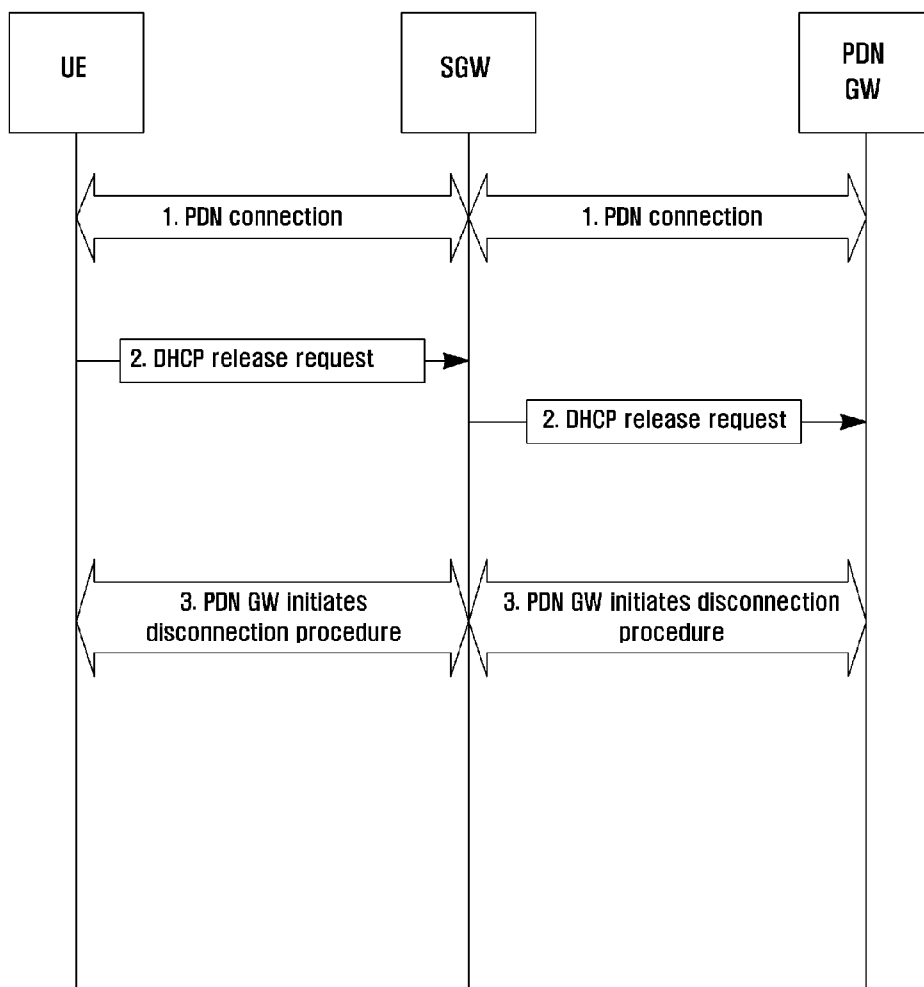 UE
SGW
PDN
GW
1. PDN connection
1. PDN connection
2. DHCP release request
2. DHCP release request
3. PDN GW initiates
disconnection procedure
3. PDN GW initiates disconnection
procedure